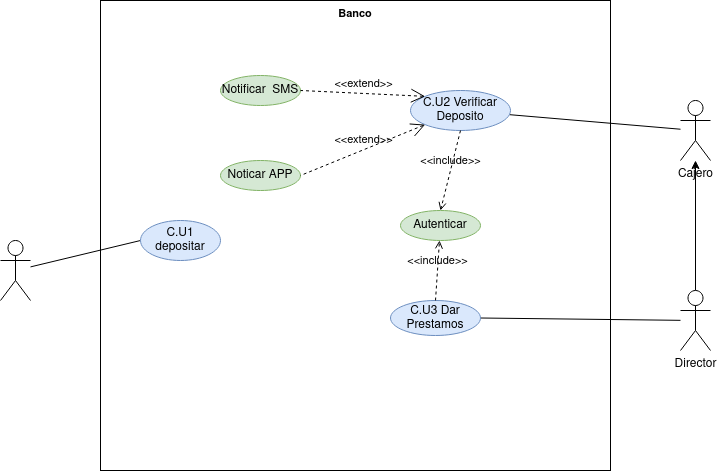 Banco
Notificar  SMS
<<extend>>
C.U2 Verificar
Deposito
<<extend>>
Noticar APP
<<include>>
Cajero
C.U1
depositar
Autenticar
<<include>>
C.U3 Dar
Prestamos
Director